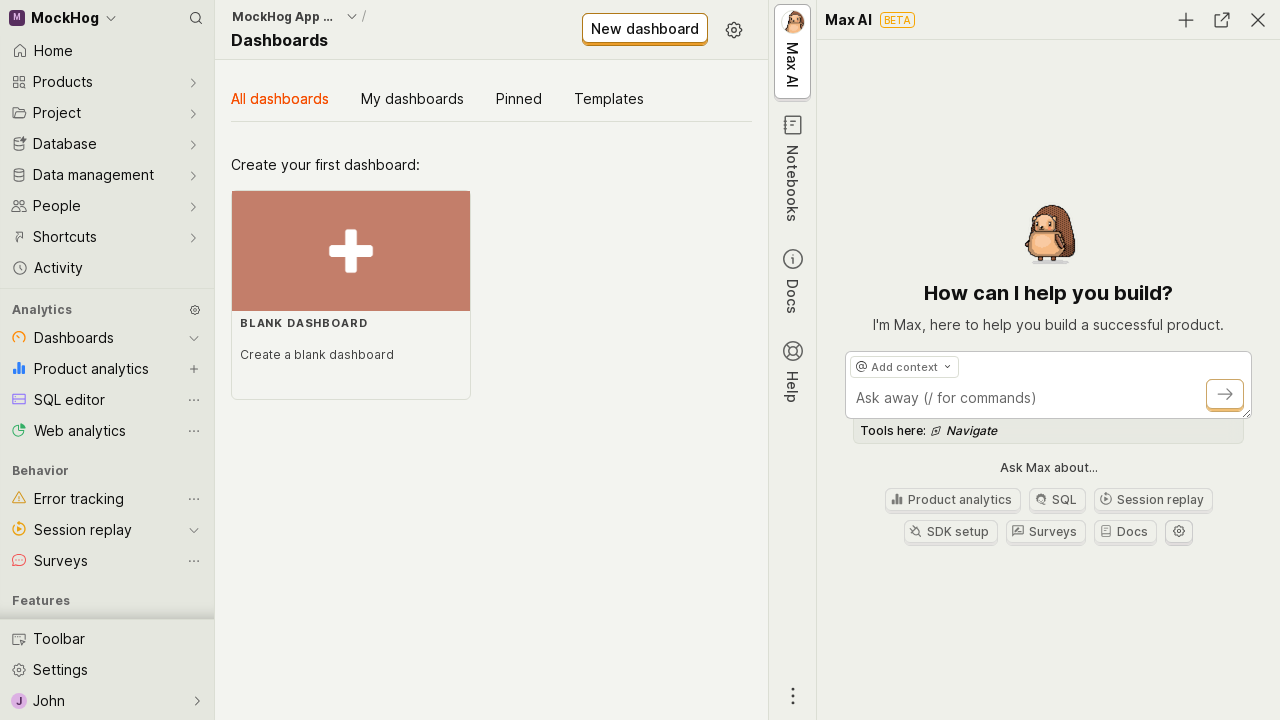 M MockHog
Home
Products
Project
Database
Data management
People
Shortcuts
Activity
Analytics
Dashboards
Product analytics
SQL editor
Web analytics
Behavior
Error tracking
Session replay
Surveys
Features
Toolbar
Settings
J John
MockHog App ... /
Dashboards
New dashboard
All dashboards My dashboards Pinned Templates
Create your first dashboard:
BLANK DASHBOARD
Create a blank dashboard
Max AI
Notebooks
Docs
Help
Max AI BETA
How can I help you build?
I'm Max, here to help you build a successful product.
@ Add context
Ask away (/ for commands)
Tools here: Navigate
Ask Max about...
Product analytics SQL Session replay
SDK setup Surveys Docs